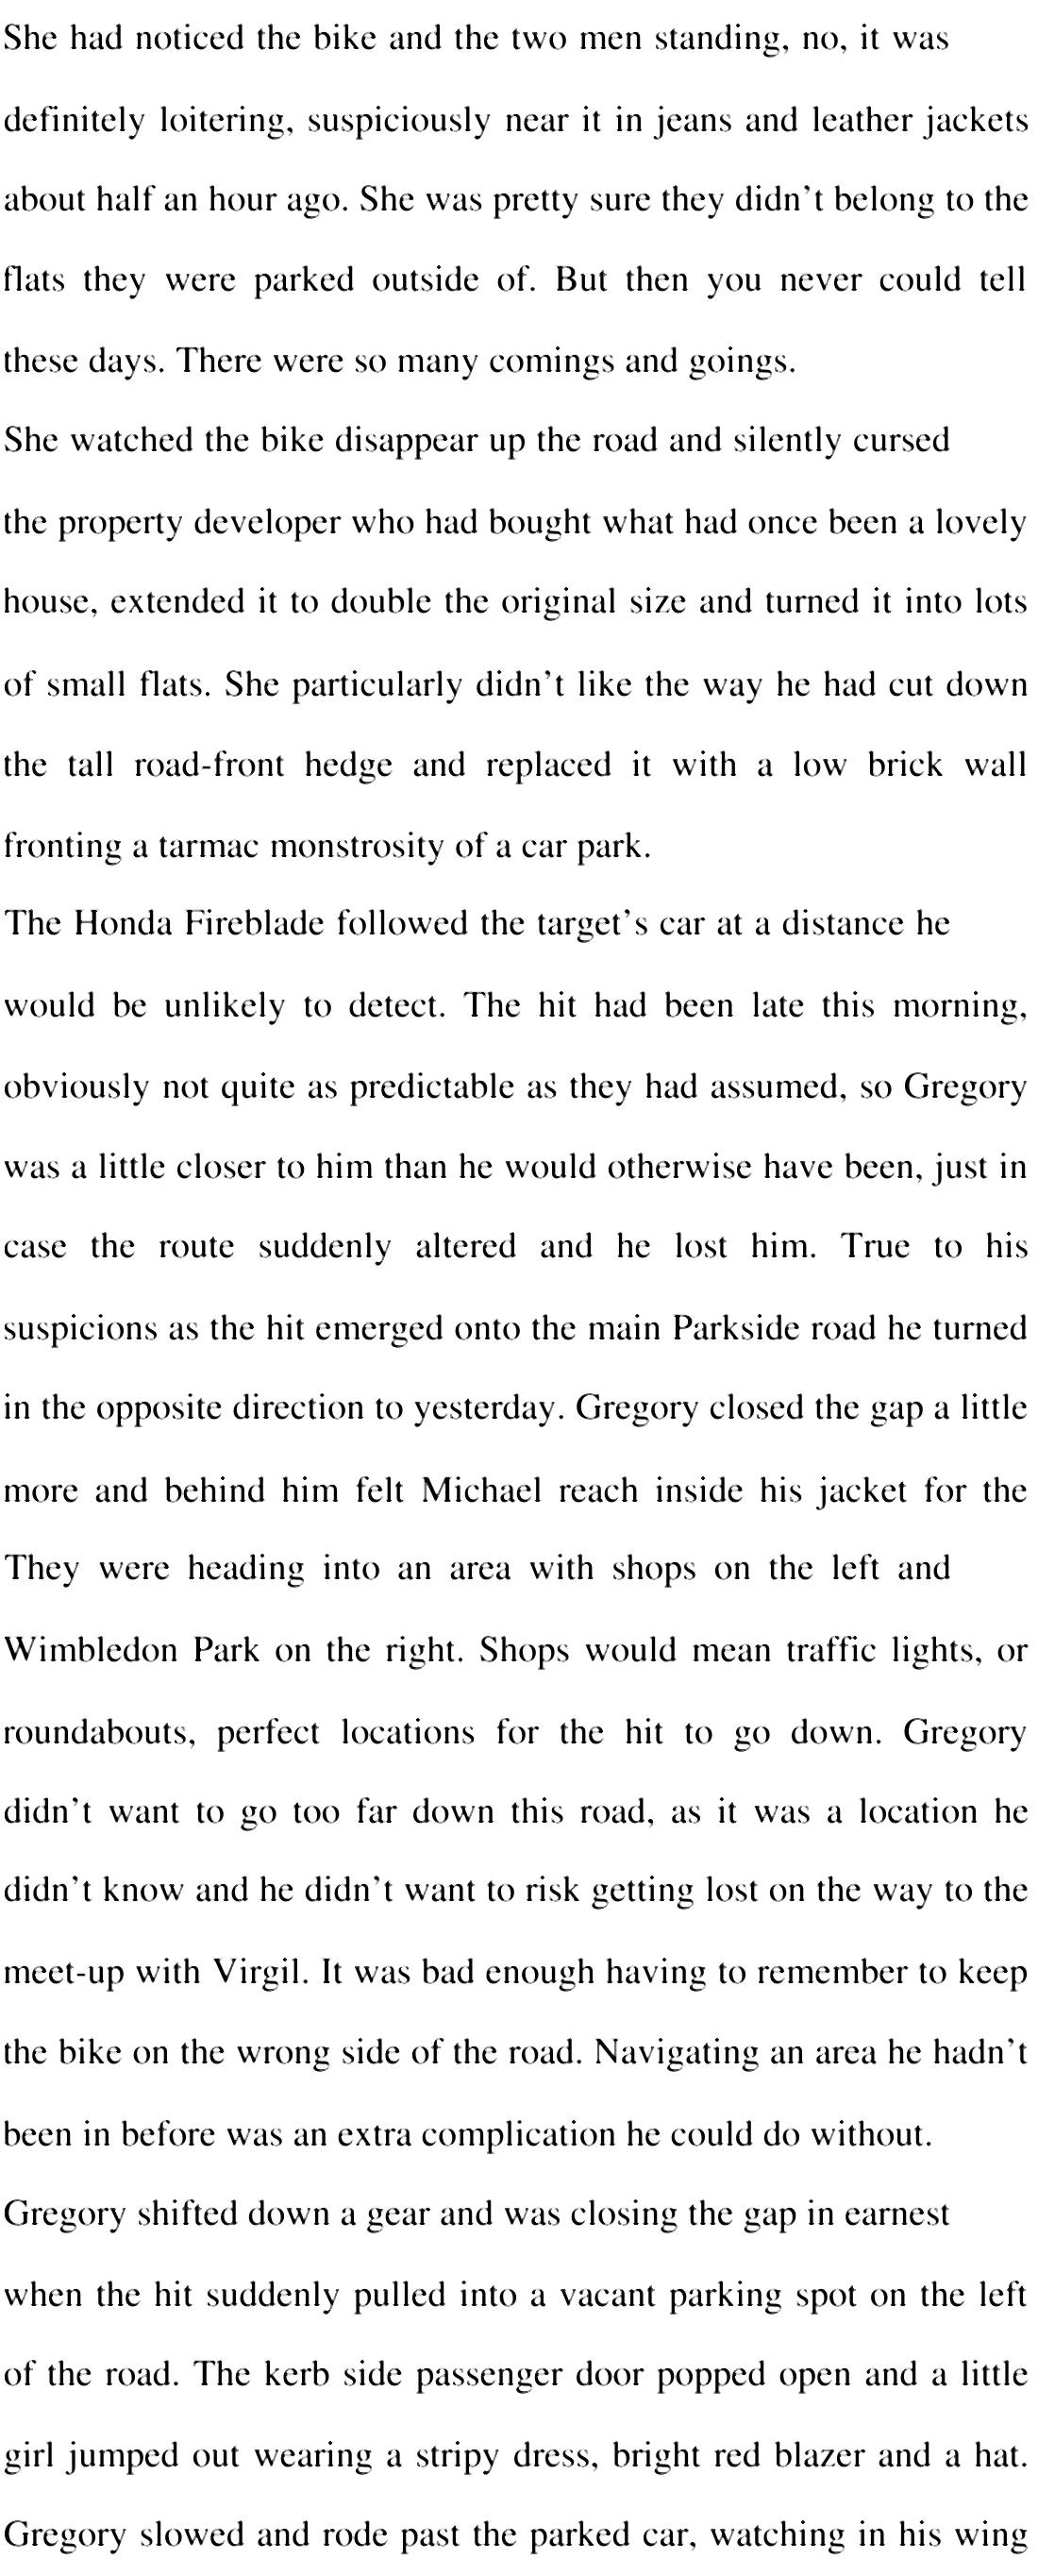 She had noticed the bike and the two men standing, no, it was
definitely loitering, suspiciously near it in jeans and leather jackets
about half an hour ago. She was pretty sure they didn’t belong to the
flats they were parked outside of. But then you never could tell
these days. There were so many comings and goings.
She watched the bike disappear up the road and silently cursed
the property developer who had bought what had once been a lovely
house, extended it to double the original size and turned it into lots
of small flats. She particularly didn’t like the way he had cut down
the tall road-front hedge and replaced it with a low brick wall
fronting a tarmac monstrosity of a car park.
The Honda Fireblade followed the target’s car at a distance he
would be unlikely to detect. The hit had been late this morning,
obviously not quite as predictable as they had assumed, so Gregory
was a little closer to him than he would otherwise have been, just in
case the route suddenly altered and he lost him. True to his
suspicions as the hit emerged onto the main Parkside road he turned
in the opposite direction to yesterday. Gregory closed the gap a little
more and behind him felt Michael reach inside his jacket for the
They were heading into an area with shops on the left and
Wimbledon Park on the right. Shops would mean traffic lights, or
roundabouts, perfect locations for the hit to go down. Gregory
didn’t want to go too far down this road, as it was a location he
didn’t know and he didn’t want to risk getting lost on the way to the
meet-up with Virgil. It was bad enough having to remember to keep
the bike on the wrong side of the road. Navigating an area he hadn’t
been in before was an extra complication he could do without.
Gregory shifted down a gear and was closing the gap in earnest
when the hit suddenly pulled into a vacant parking spot on the left
of the road. The kerb side passenger door popped open and a little
girl jumped out wearing a stripy dress, bright red blazer and a hat.
Gregory slowed and rode past the parked car, watching in his wing